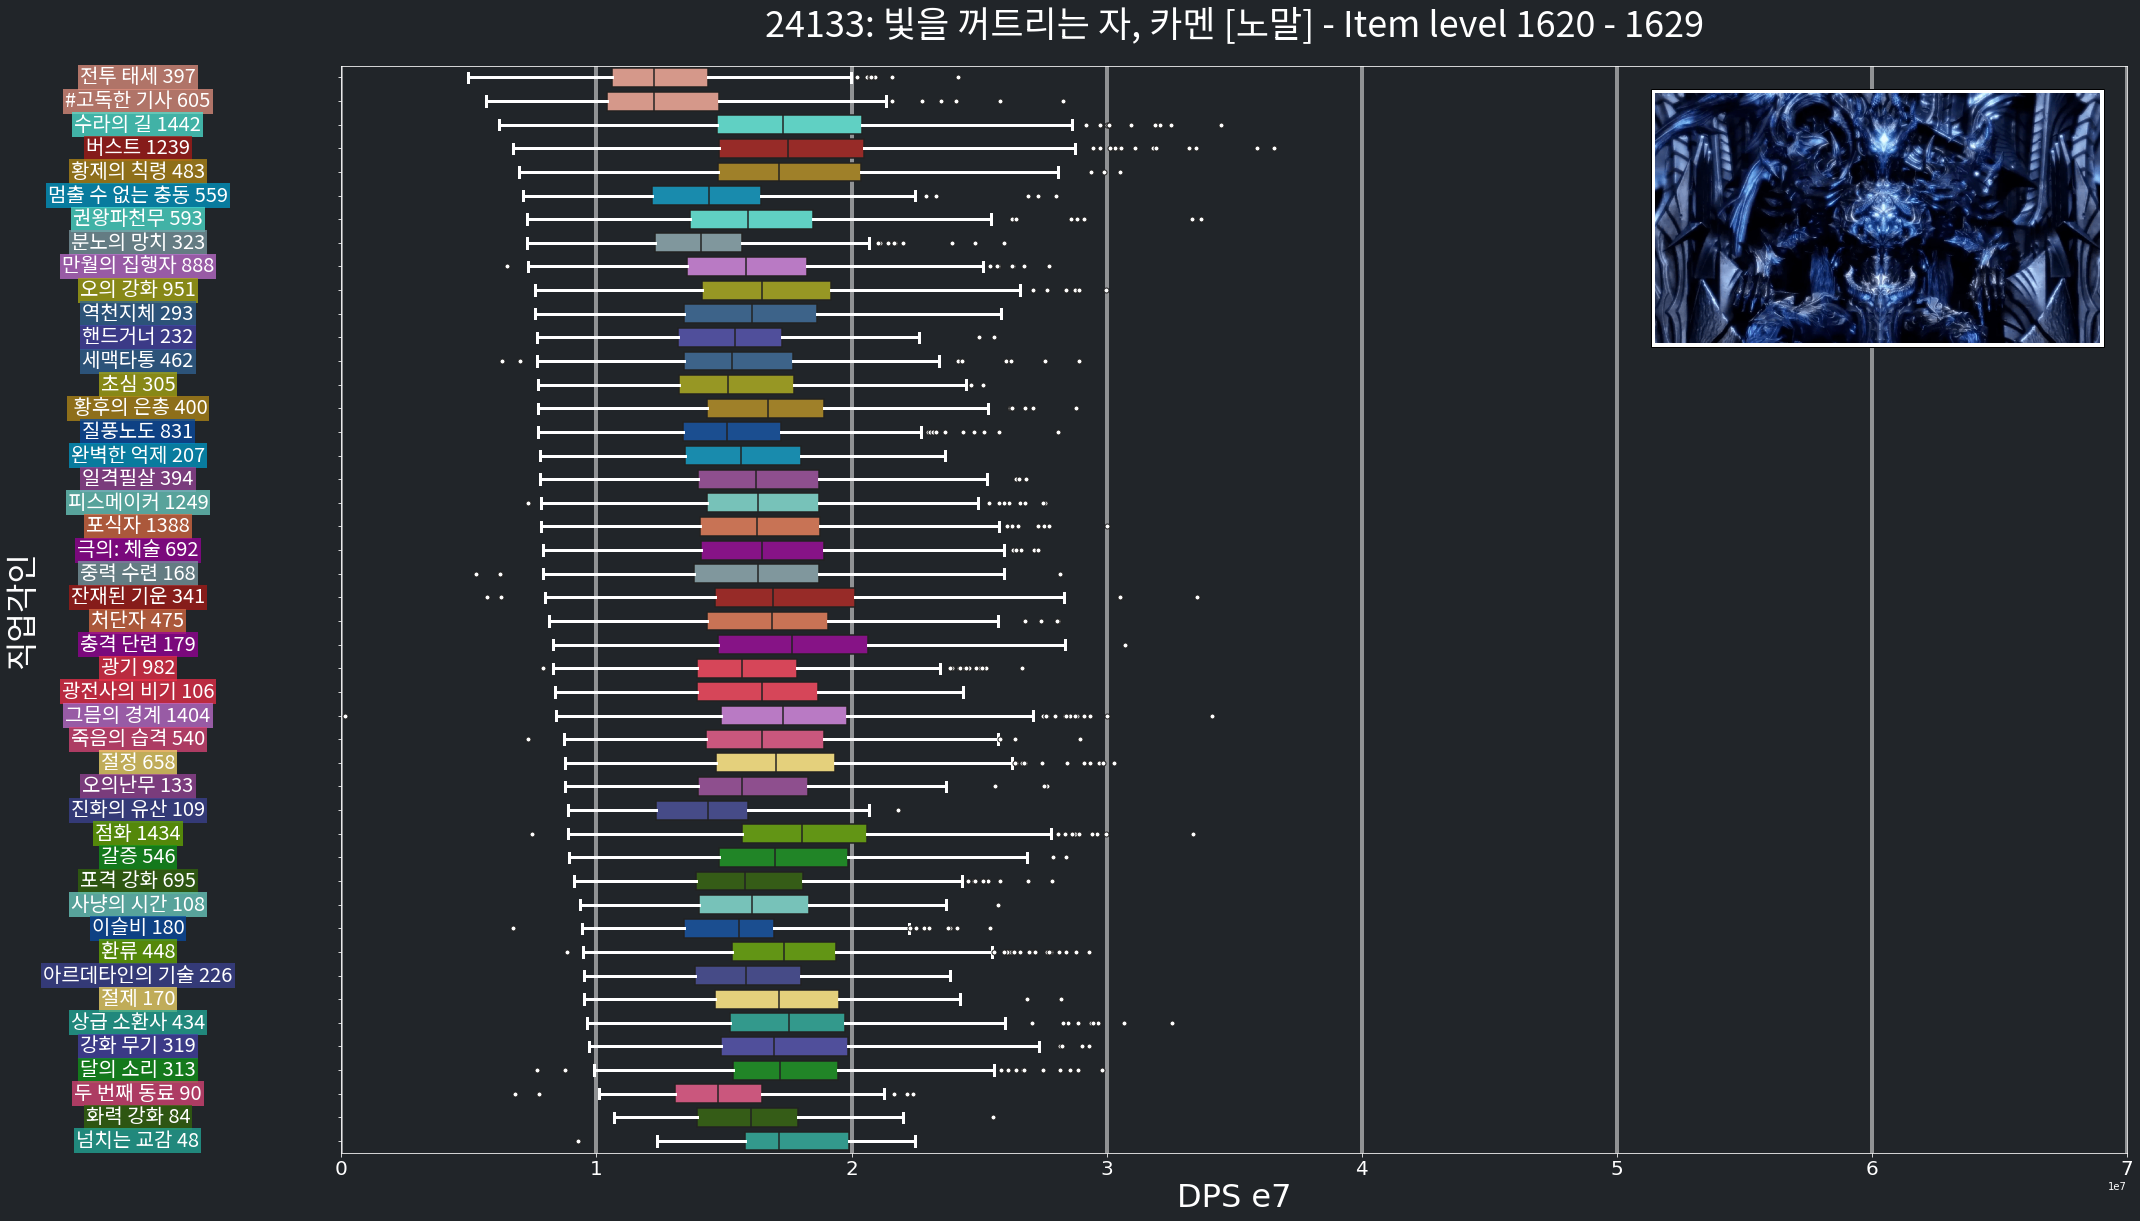 24133: 빛을 꺼트리는 자, 카멘 [노말] - Item level 1620 - 1629
전투 태세 397
#고독한 기사 605
수라의 길 1442
버스트 1239
황제의 칙령 483
멈출 수 없는 충동 559
권왕파천무 593
분노의 망치 323
만월의 집행자 888
오의 강화 951
역천지체 293
핸드거너 232
세맥타통 462
초심 305
황후의 은총 400
질풍노도 831
완벽한 억제 207
일격필살 394
피스메이커 1249
포식자 1388
극의: 체술 692
중력 수련 168
잔재된 기운 341
처단자 475
충격 단련 179
광기 982
광전사의 비기 106
그믐의 경계 1404
죽음의 습격 540
절정 658
오의난무 133
진화의 유산 109
점화 1434
갈증 546
포격 강화 695
사냥의 시간 108
이슬비 180
환류 448
아르데타인의 기술 226
절제 170
상급 소환사 434
강화 무기 319
달의 소리 313
두 번째 동료 90
화력 강화 84
넘치는 교감 48
직업각인
0 1 2 3 4 5 6 7
1e7
DPS e7